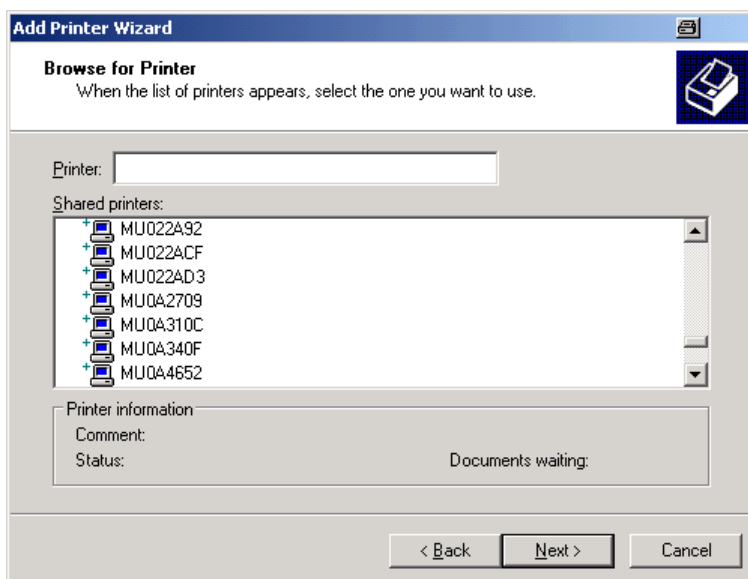 Add Printer Wizard
Browse for Printer
When the list of printers appears, select the one you want to use.
Printer:
Shared printers:
MU022A92
MU022ACF
MU022AD3
MU0A2709
MU0A310C
MU0A340F
MU0A4652
Printer information
Comment:
Status: Documents waiting:
< Back Next > Cancel